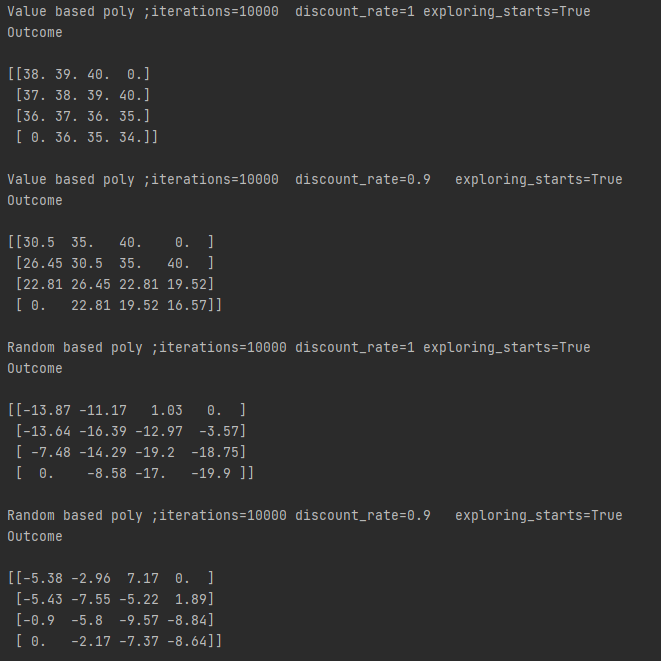 Value based poly ;iterations=10000  discount_rate=1 exploring_starts=True
Outcome
[[38. 39. 40.  0.]
 [37. 38. 39. 40.]
 [36. 37. 36. 35.]
 [ 0. 36. 35. 34.]]
Value based poly ;iterations=10000  discount_rate=0.9   exploring_starts=True
Outcome
[[30.5  35.   40.    0.  ]
 [26.45 30.5  35.   40.  ]
 [22.81 26.45 22.81 19.52]
 [ 0.   22.81 19.52 16.57]]
Random based poly ;iterations=10000 discount_rate=1 exploring_starts=True
Outcome
[[-13.87 -11.17   1.03   0.  ]
 [-13.64 -16.39 -12.97  -3.57]
 [ -7.48 -14.29 -19.2  -18.75]
 [  0.    -8.58 -17.   -19.9 ]]
Random based poly ;iterations=10000 discount_rate=0.9   exploring_starts=True
Outcome
[[-5.38 -2.96  7.17  0.  ]
 [-5.43 -7.55 -5.22  1.89]
 [-0.9  -5.8  -9.57 -8.84]
 [ 0.   -2.17 -7.37 -8.64]]